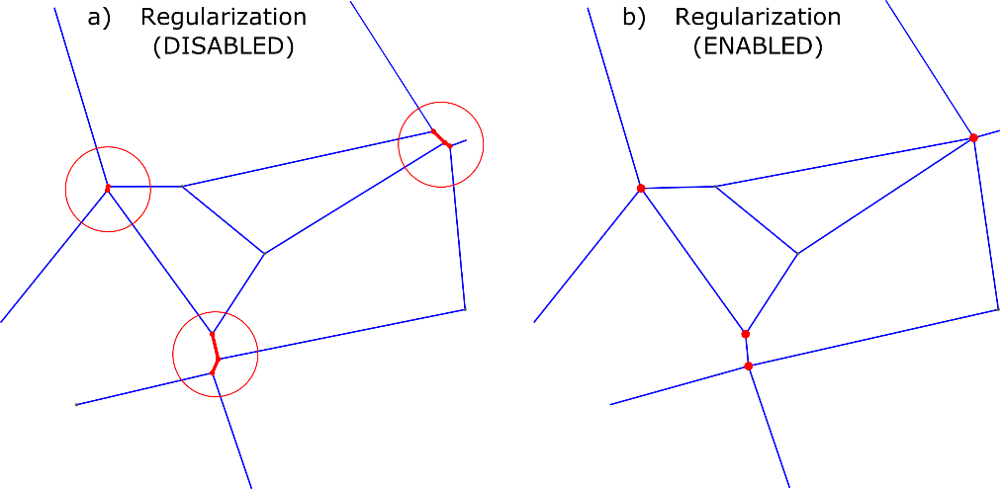 a) Regularization
(DISABLED)
b) Regularization
(ENABLED)